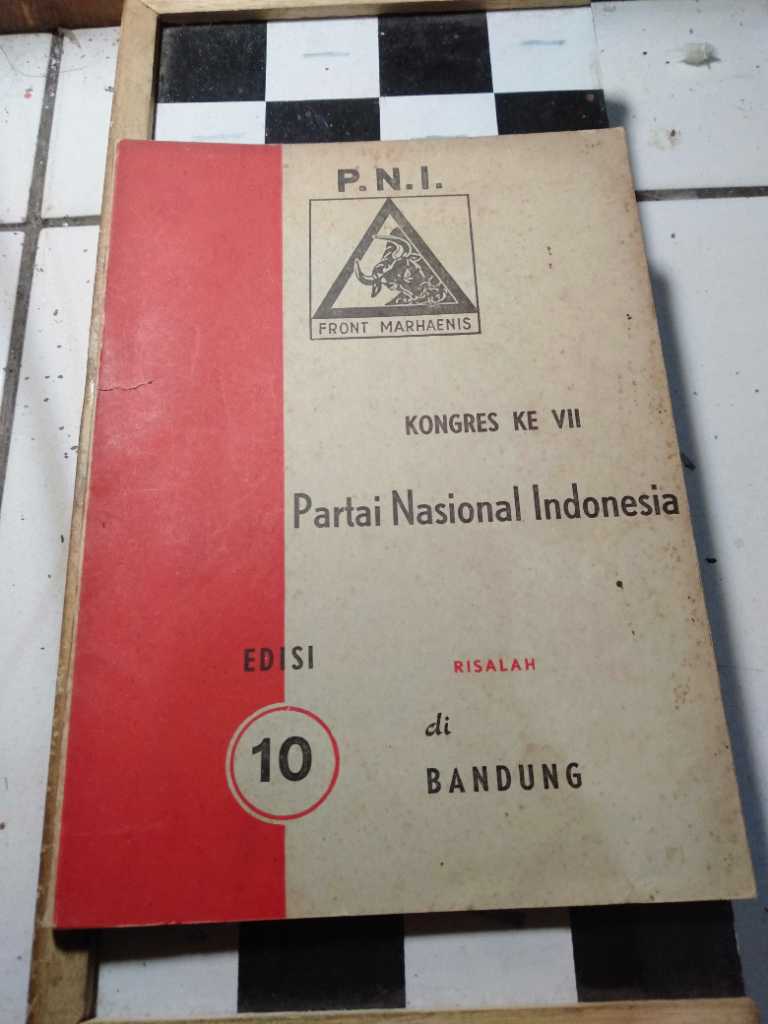 P.N.I.
FRONT MARHAENIS
KONGRES KE VII
Partai Nasional Indonesia
EDISI
10
RISALAH
di
BANDUNG